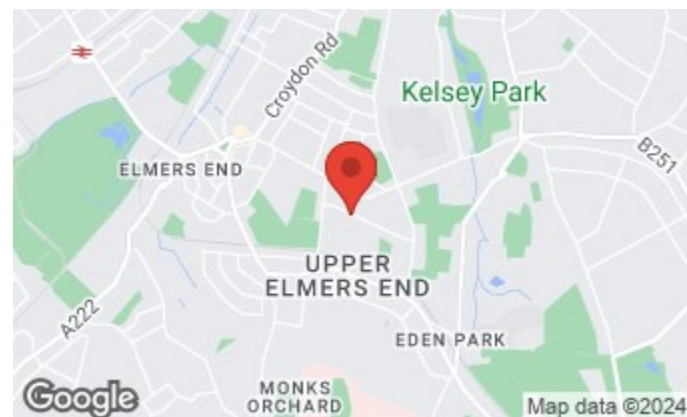 Croydon Rd
Kelsey Park
B251
ELMERS END
UPPER
ELMERS END
A222
EDEN PARK
MONKS
ORCHARD
Google
Map data ©2024